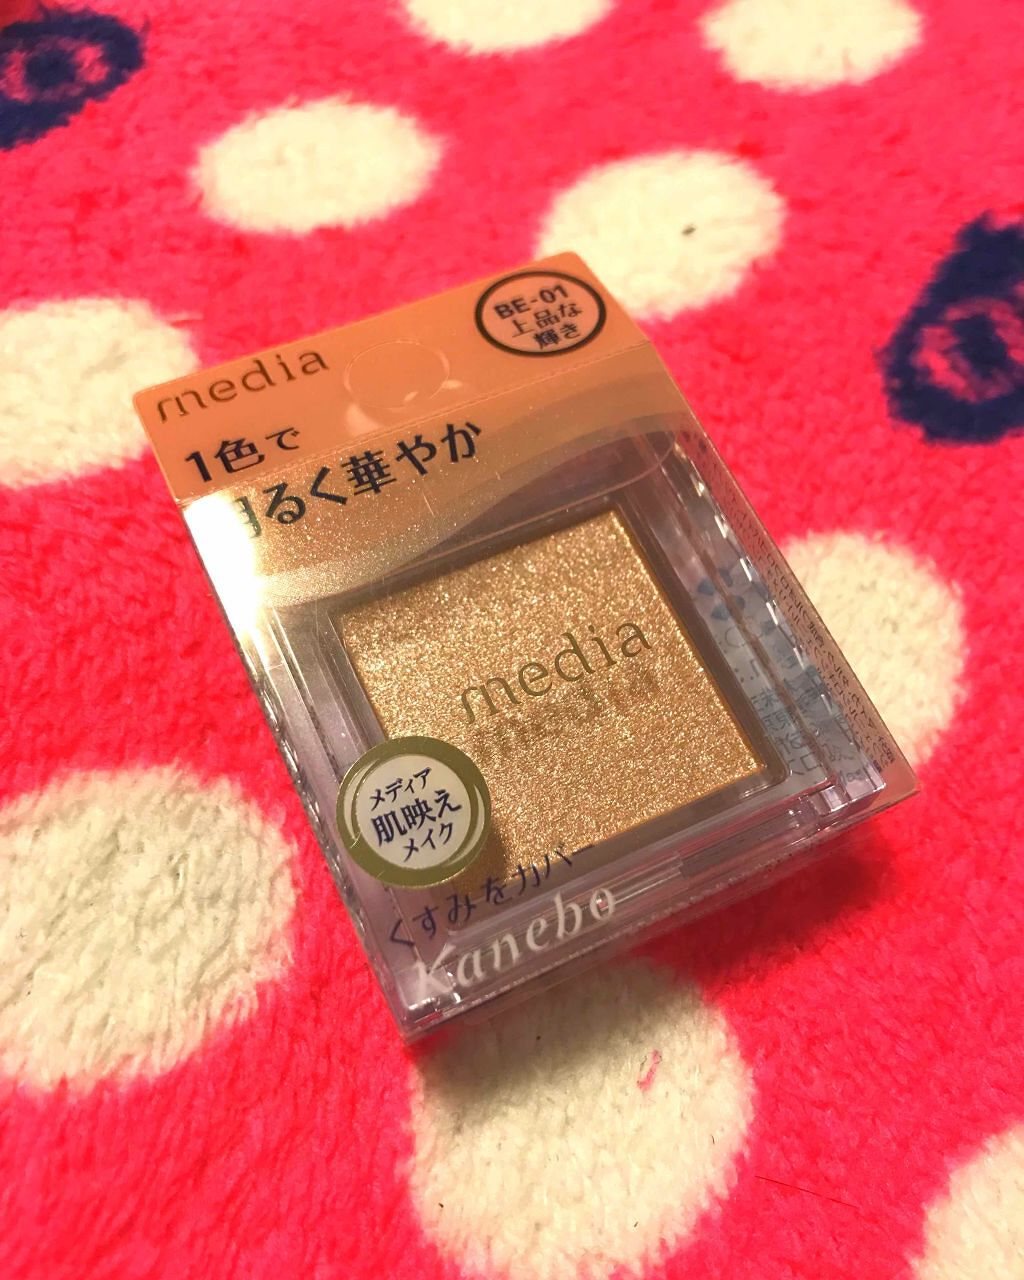 BE-01
上品な
輝き
media
1色で
明るく華やか
media
メディア
肌映え
メイク
くすみをカバー
Kanebo